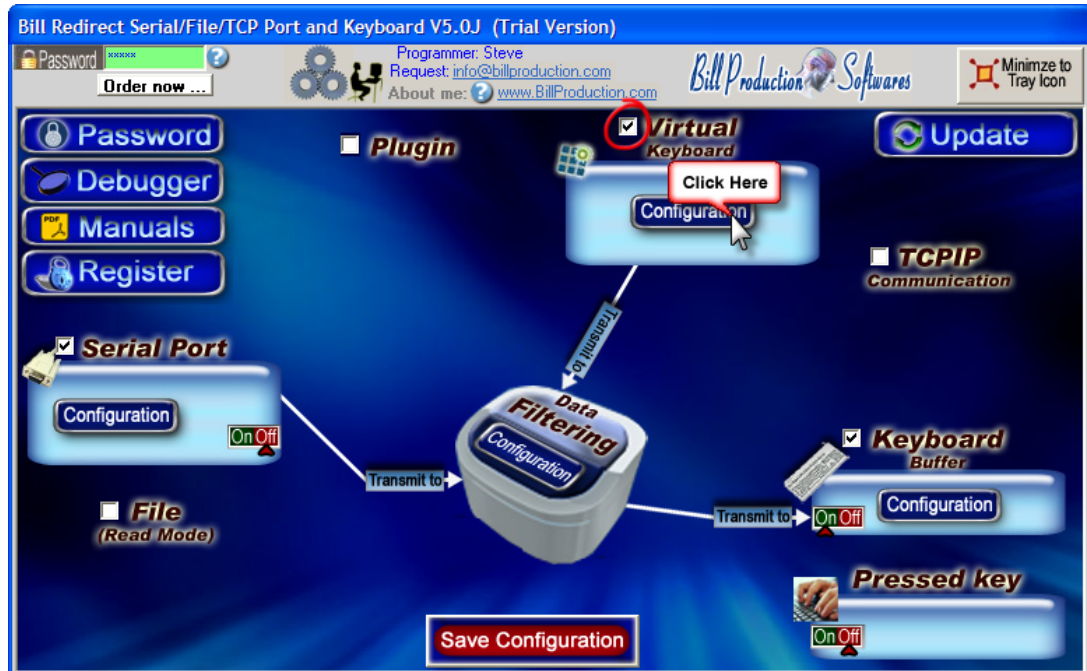 Bill Redirect Serial/File/TCP Port and Keyboard V5.0J (Trial Version)
Password xxxxx
Order now ...
Programmer: Steve
Request: info@billproduction.com
About me: www.BillProduction.com
Bill Production Softwares
Minimze to
Tray Icon
Password
Debugger
Manuals
Register
Plugin
Virtual
Keyboard
Click Here
Configuration
Update
TCPIP
Communication
Transmit to
Serial Port
Configuration
On Off
Transmit to
Data
Filtering
Configuration
Keyboard
Buffer
Transmit to
On Off
Configuration
File
(Read Mode)
Pressed key
On Off
Save Configuration